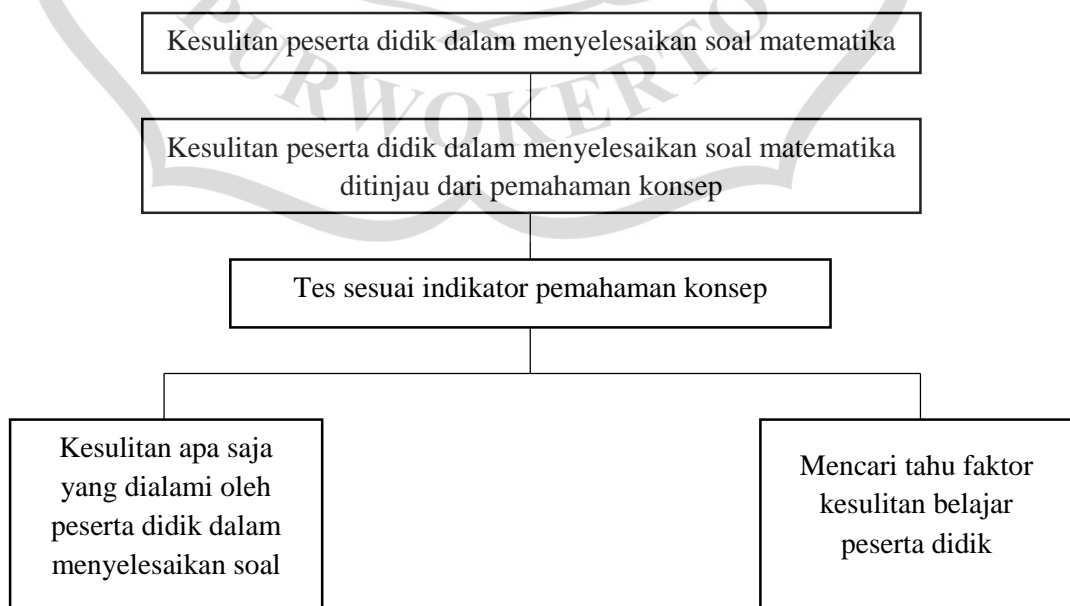 Kesulitan peserta didik dalam menyelesaikan soal matematika
PURWOKERTO
Kesulitan peserta didik dalam menyelesaikan soal matematika
ditinjau dari pemahaman konsep
Tes sesuai indikator pemahaman konsep
Kesulitan apa saja
yang dialami oleh
peserta didik dalam
menyelesaikan soal
Mencari tahu faktor
kesulitan belajar
peserta didik